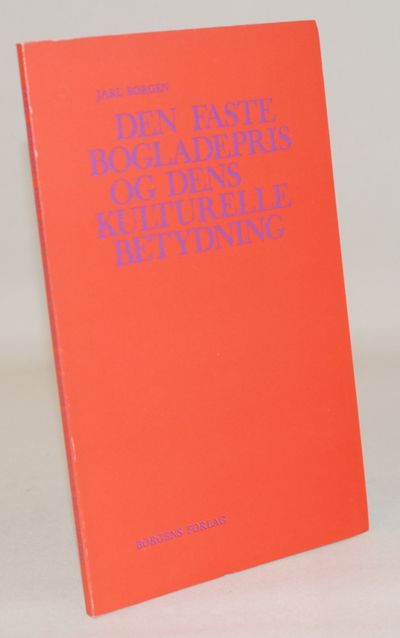 JARL BORGEN
DEN FASTE
BOGLADEPRIS
OG DENS
KULTURELLE
BETYDNING
BORGENS FORLAG